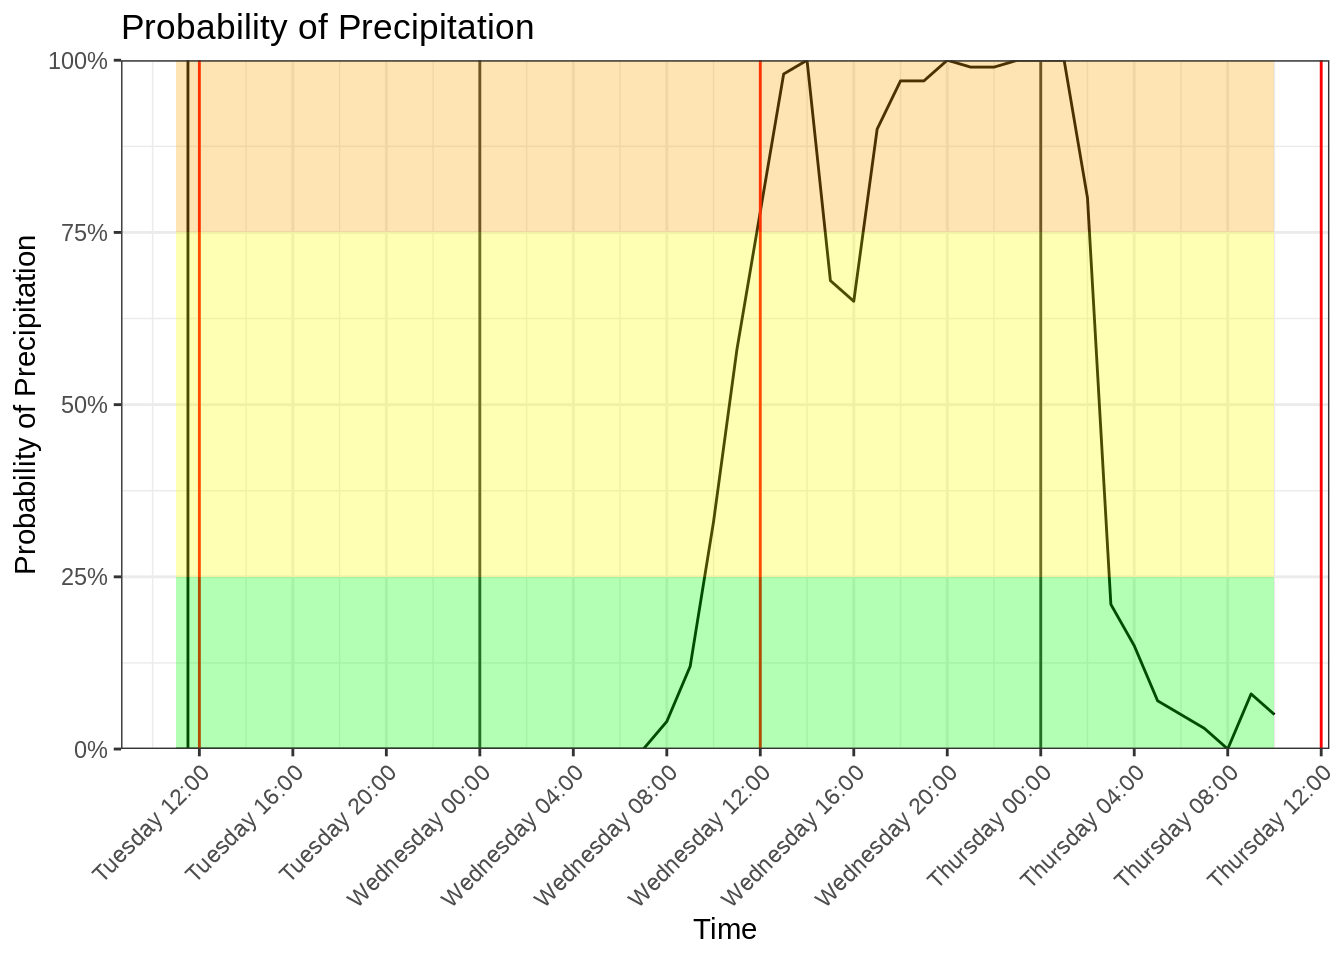 Probability of Precipitation
Probability of Precipitation
100%
75%
50%
25%
0%
Tuesday 12:00
Tuesday 16:00
Tuesday 20:00
Wednesday 00:00
Wednesday 04:00
Wednesday 08:00
Wednesday 12:00
Wednesday 16:00
Wednesday 20:00
Thursday 00:00
Thursday 04:00
Thursday 08:00
Thursday 12:00
Time